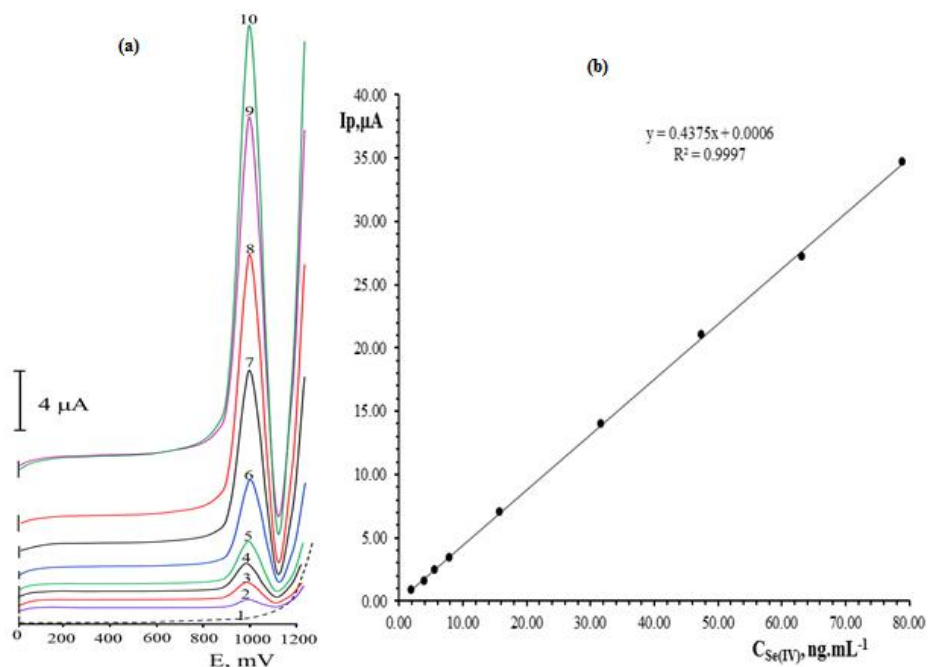 (a)
10
9
8
7
6
5
4
3
2
1
4 μA
0 200 400 600 800 1000 1200
E, mV
(b)
Ip,μA
40.00
35.00
30.00
25.00
20.00
15.00
10.00
5.00
0.00
y = 0.4375x + 0.0006
R² = 0.9997
0.00 10.00 20.00 30.00 40.00 50.00 60.00 70.00 80.00
C Se(IV), ng.mL⁻¹